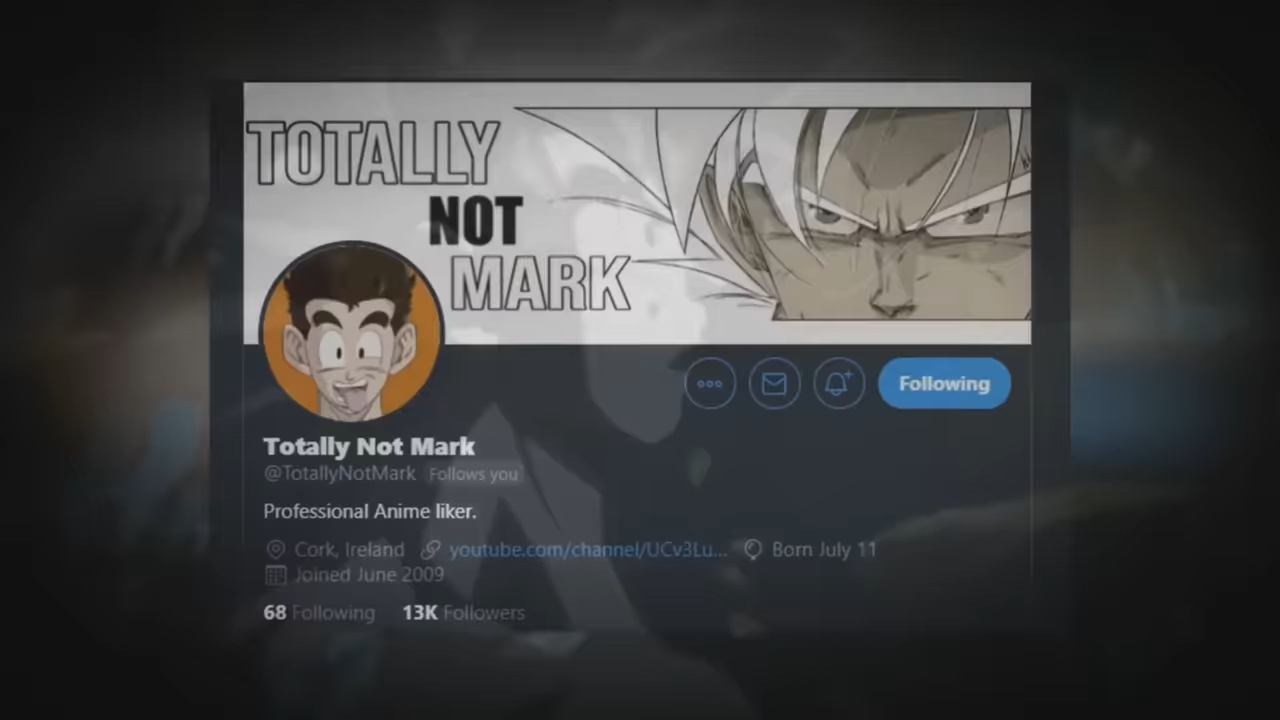 TOTALLY
NOT
MARK
Following
Totally Not Mark
@TotallyNotMark Follows you
Professional Anime liker.
Cork, Ireland youtube.com/channel/UCv3Lu... Born July 11
Joined June 2009
68 Following 13K Followers